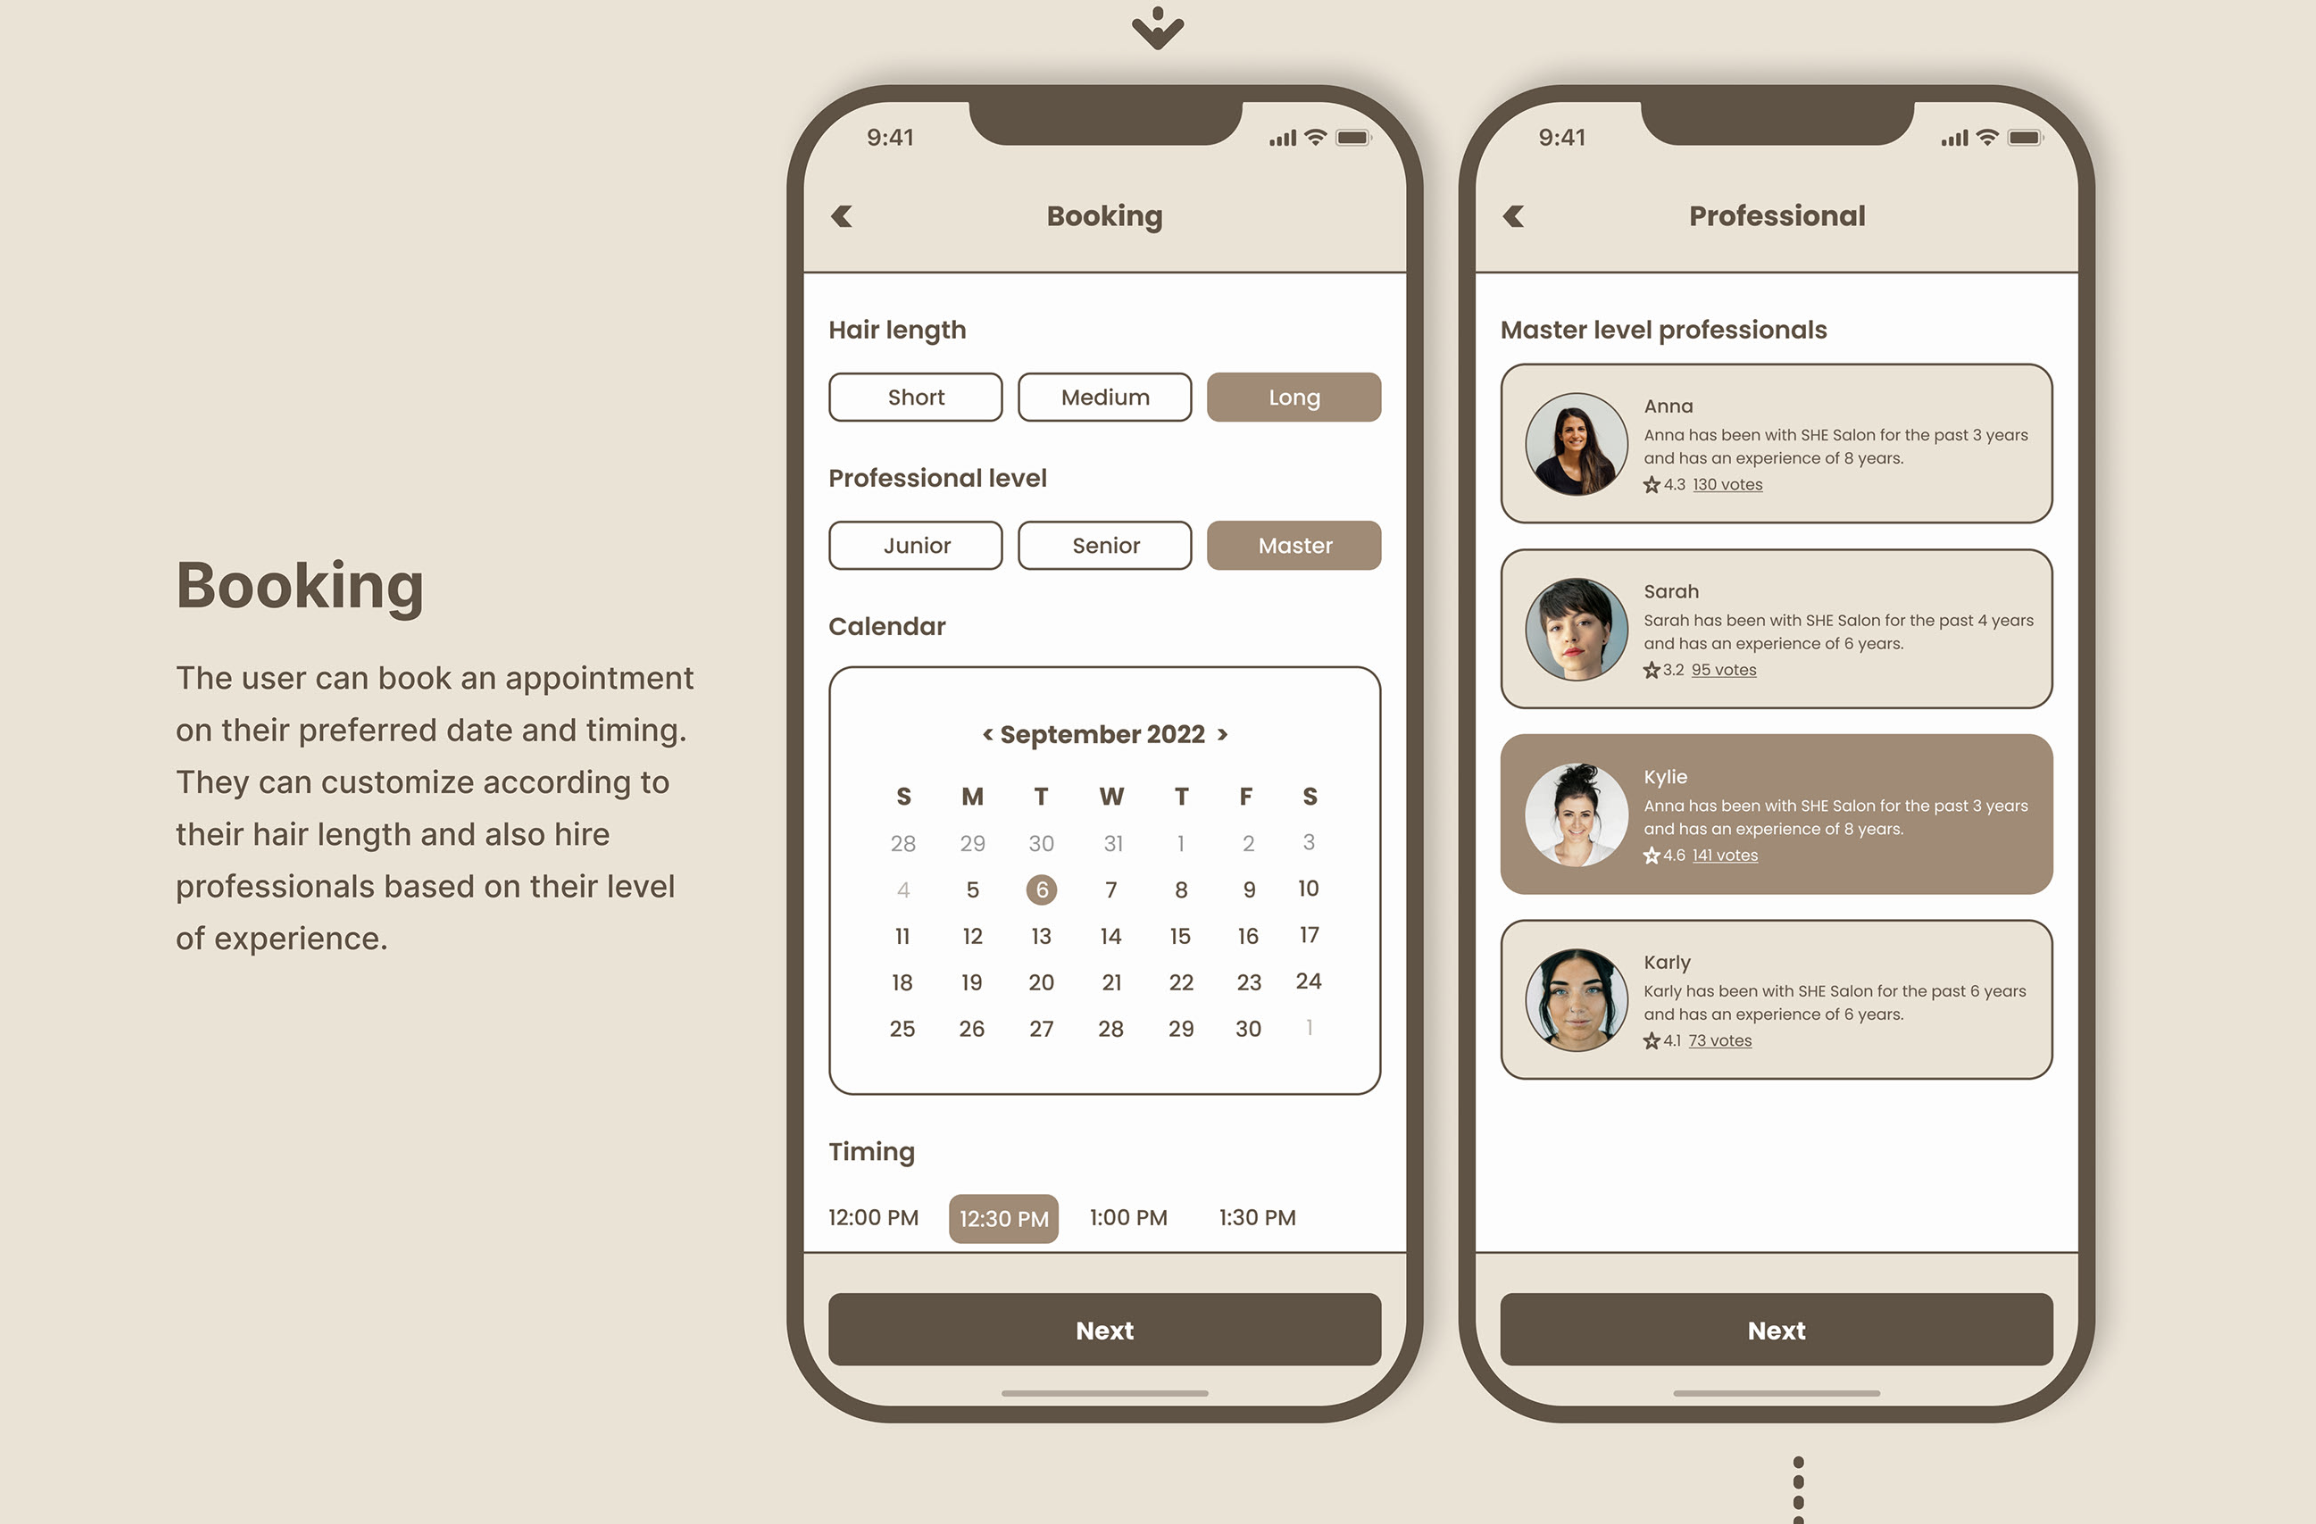 Booking
The user can book an appointment
on their preferred date and timing.
They can customize according to
their hair length and also hire
professionals based on their level
of experience.
9:41
Booking
Hair length
Short Medium Long
Professional level
Junior Senior Master
Calendar
< September 2022 >
S M T W T F S
28 29 30 31 1 2 3
4 5 6 7 8 9 10
11 12 13 14 15 16 17
18 19 20 21 22 23 24
25 26 27 28 29 30 1
Timing
12:00 PM 12:30 PM 1:00 PM 1:30 PM
Next
9:41
Professional
Master level professionals
Anna
Anna has been with SHE Salon for the past 3 years
and has an experience of 8 years.
4.3 130 votes
Sarah
Sarah has been with SHE Salon for the past 4 years
and has an experience of 6 years.
3.2 95 votes
Kylie
Anna has been with SHE Salon for the past 3 years
and has an experience of 8 years.
4.6 141 votes
Karly
Karly has been with SHE Salon for the past 6 years
and has an experience of 6 years.
4.1 73 votes
Next